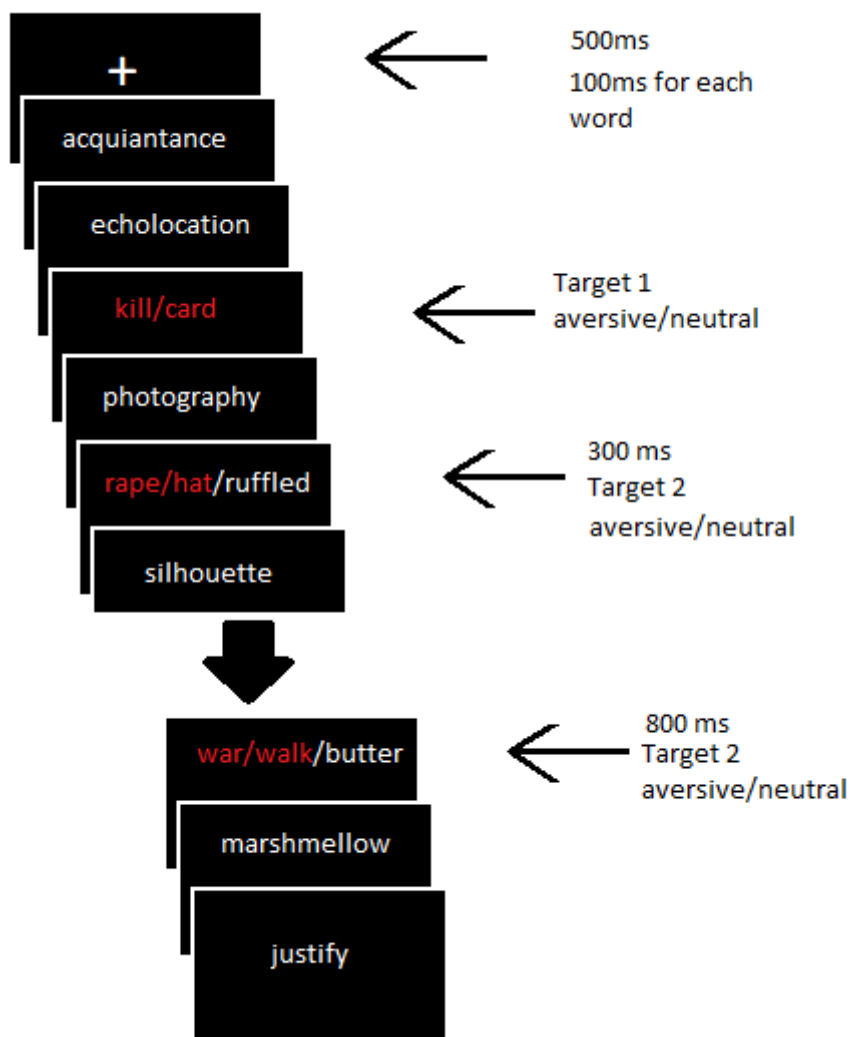 +
500ms
100ms for each
word
acquiantance
echolocation
kill/card
Target 1
aversive/neutral
photography
rape/hat/ruffled
300 ms
Target 2
aversive/neutral
silhouette
war/walk/butter
800 ms
Target 2
aversive/neutral
marshmellow
justify